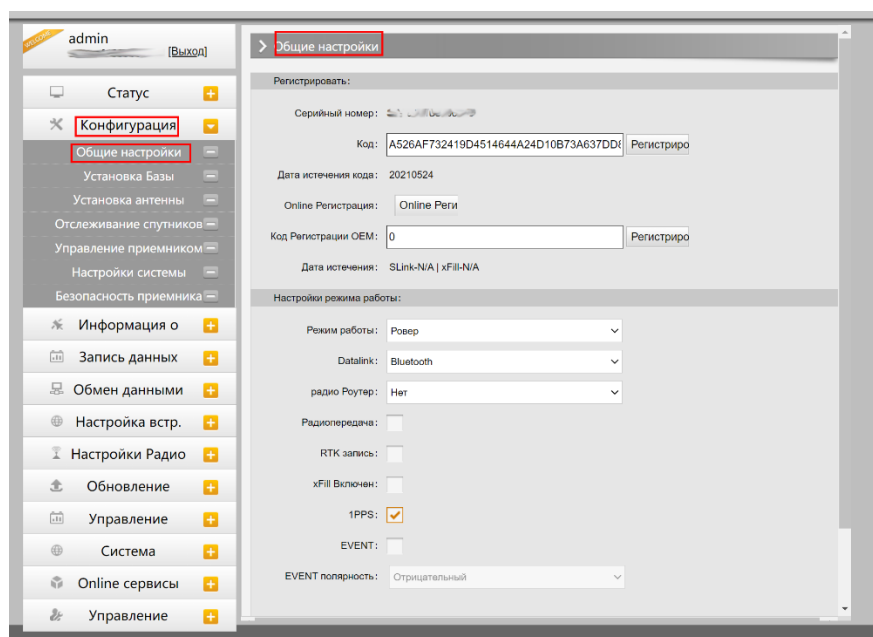 WELCOME
admin
[Выход]
Статус
Конфигурация
Общие настройки
Установка Базы
Установка антенны
Отслеживание спутников
Управление приемником
Настройки системы
Безопасность приемника
Информация о
Запись данных
Обмен данными
Настройка встр.
Настройки Радио
Обновление
Управление
Система
Online сервисы
Управление
Общие настройки
Регистрировать:
Серийный номер:
Код: A526AF732419D4514644A24D10B73A637DD8 Регистриро
Дата истечения кода: 20210524
Online Регистрация: Online Реги
Код Регистрации OEM: 0 Регистриро
Дата истечения: SLink-N/A | xFill-N/A
Настройки режима работы:
Режим работы: Ровер
Datalink: Bluetooth
радио Роутер: Нет
Радиопередача:
RTK запись:
xFill Включен:
1PPS:
EVENT:
EVENT полярность: Отрицательный